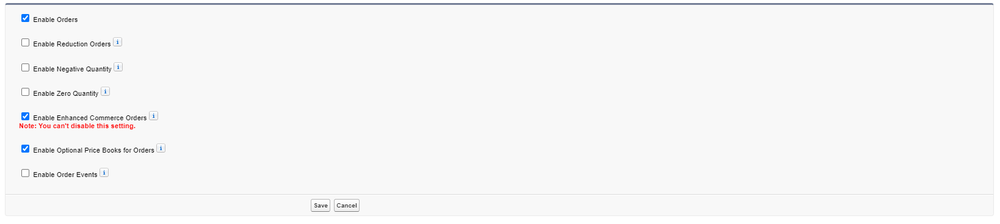 Enable Orders
Enable Reduction Orders i
Enable Negative Quantity i
Enable Zero Quantity i
Enable Enhanced Commerce Orders i
Note: You can't disable this setting.
Enable Optional Price Books for Orders i
Enable Order Events i
Save Cancel